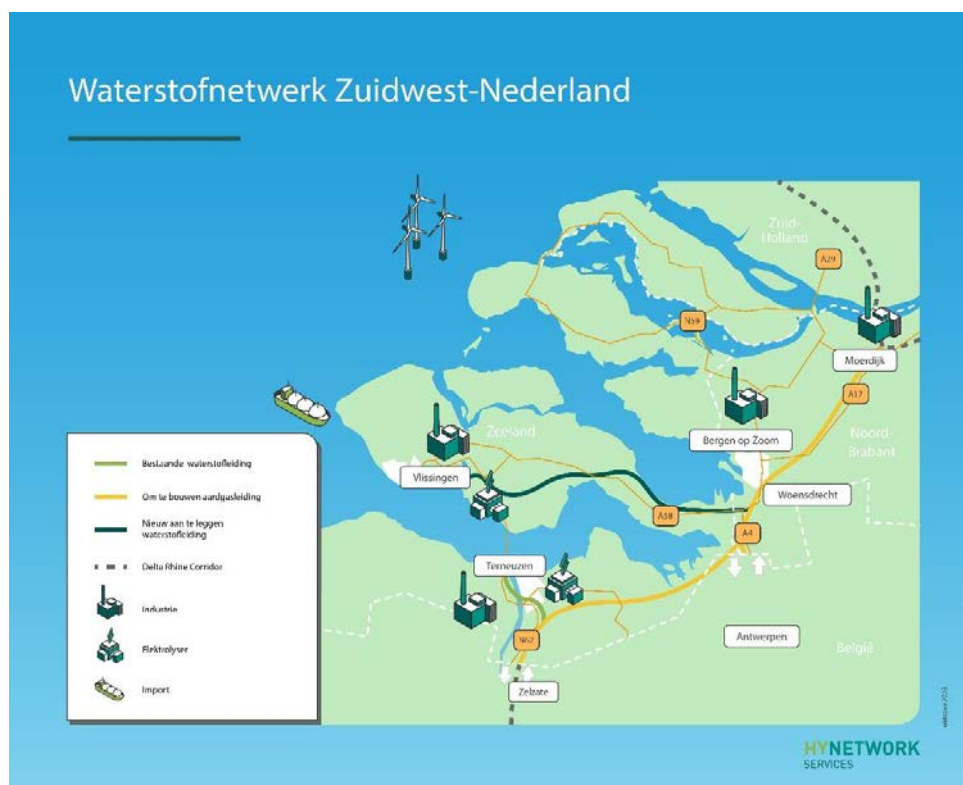 Waterstofnetwerk Zuidwest-Nederland
Zuid-
Holland
A29
N59
Moerdijk
A17
Bergen op Zoom
Noord-
Brabant
Zeeland
Vlissingen
Woensdrecht
A58
A4
Terneuzen
N62
Antwerpen
België
Zelzate
Bestaande waterstofleiding
Om te bouwen aardgasleiding
Nieuw aan te leggen
waterstofleiding
Delta Rhine Corridor
Industrie
Elektrolyser
Import
HYNETWORK
SERVICES